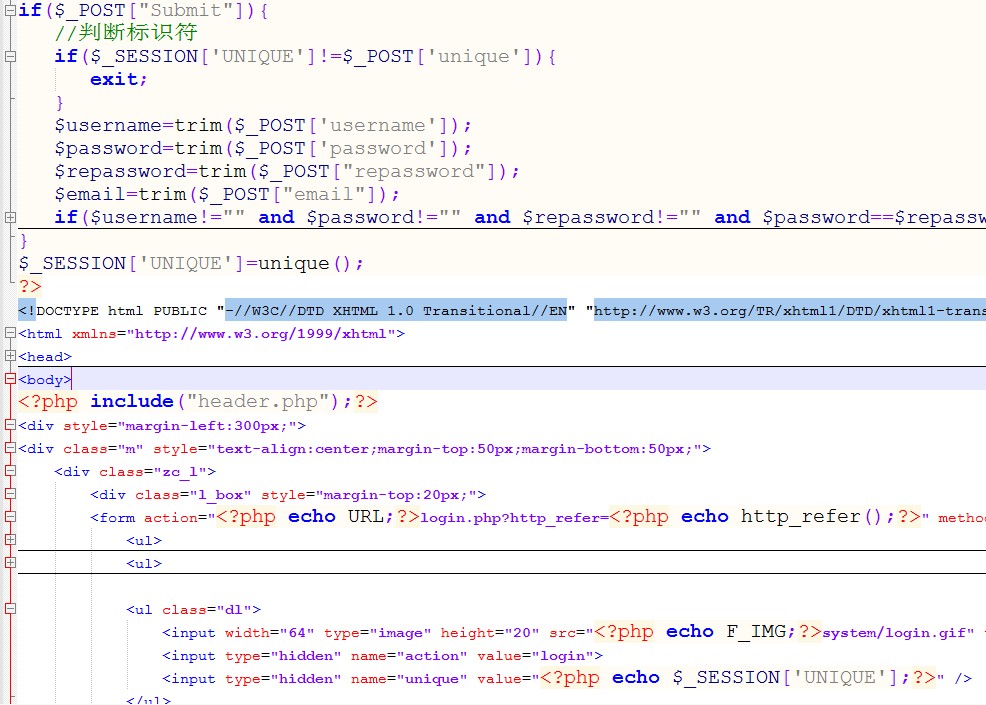 if($_POST["Submit"]){
//判断标识符
if($_SESSION['UNIQUE']!=$_POST['unique']){
exit;
}
$username=trim($_POST['username']);
$password=trim($_POST['password']);
$repassword=trim($_POST["repassword"]);
$email=trim($_POST["email"]);
if($username!="" and $password!="" and $repassword!="" and $password==$repassw
}
$_SESSION['UNIQUE']=unique();
?>
<!DOCTYPE html PUBLIC "-//W3C//DTD XHTML 1.0 Transitional//EN" "http://www.w3.org/TR/xhtml1/DTD/xhtml1-trans
<html xmlns="http://www.w3.org/1999/xhtml">
<head>
<body>
<?php include("header.php");?>
<div style="margin-left:300px;">
<div class="m" style="text-align:center;margin-top:50px;margin-bottom:50px;">
<div class="zc_l">
<div class="l_box" style="margin-top:20px;">
<form action="<?php echo URL;?>login.php?http_refer=<?php echo http_refer();?>" metho
<ul>
<ul>
<ul class="dl">
<input width="64" type="image" height="20" src="<?php echo F_IMG;?>system/login.gif"
<input type="hidden" name="action" value="login">
<input type="hidden" name="unique" value="<?php echo $_SESSION['UNIQUE'];?>" />
</ul>